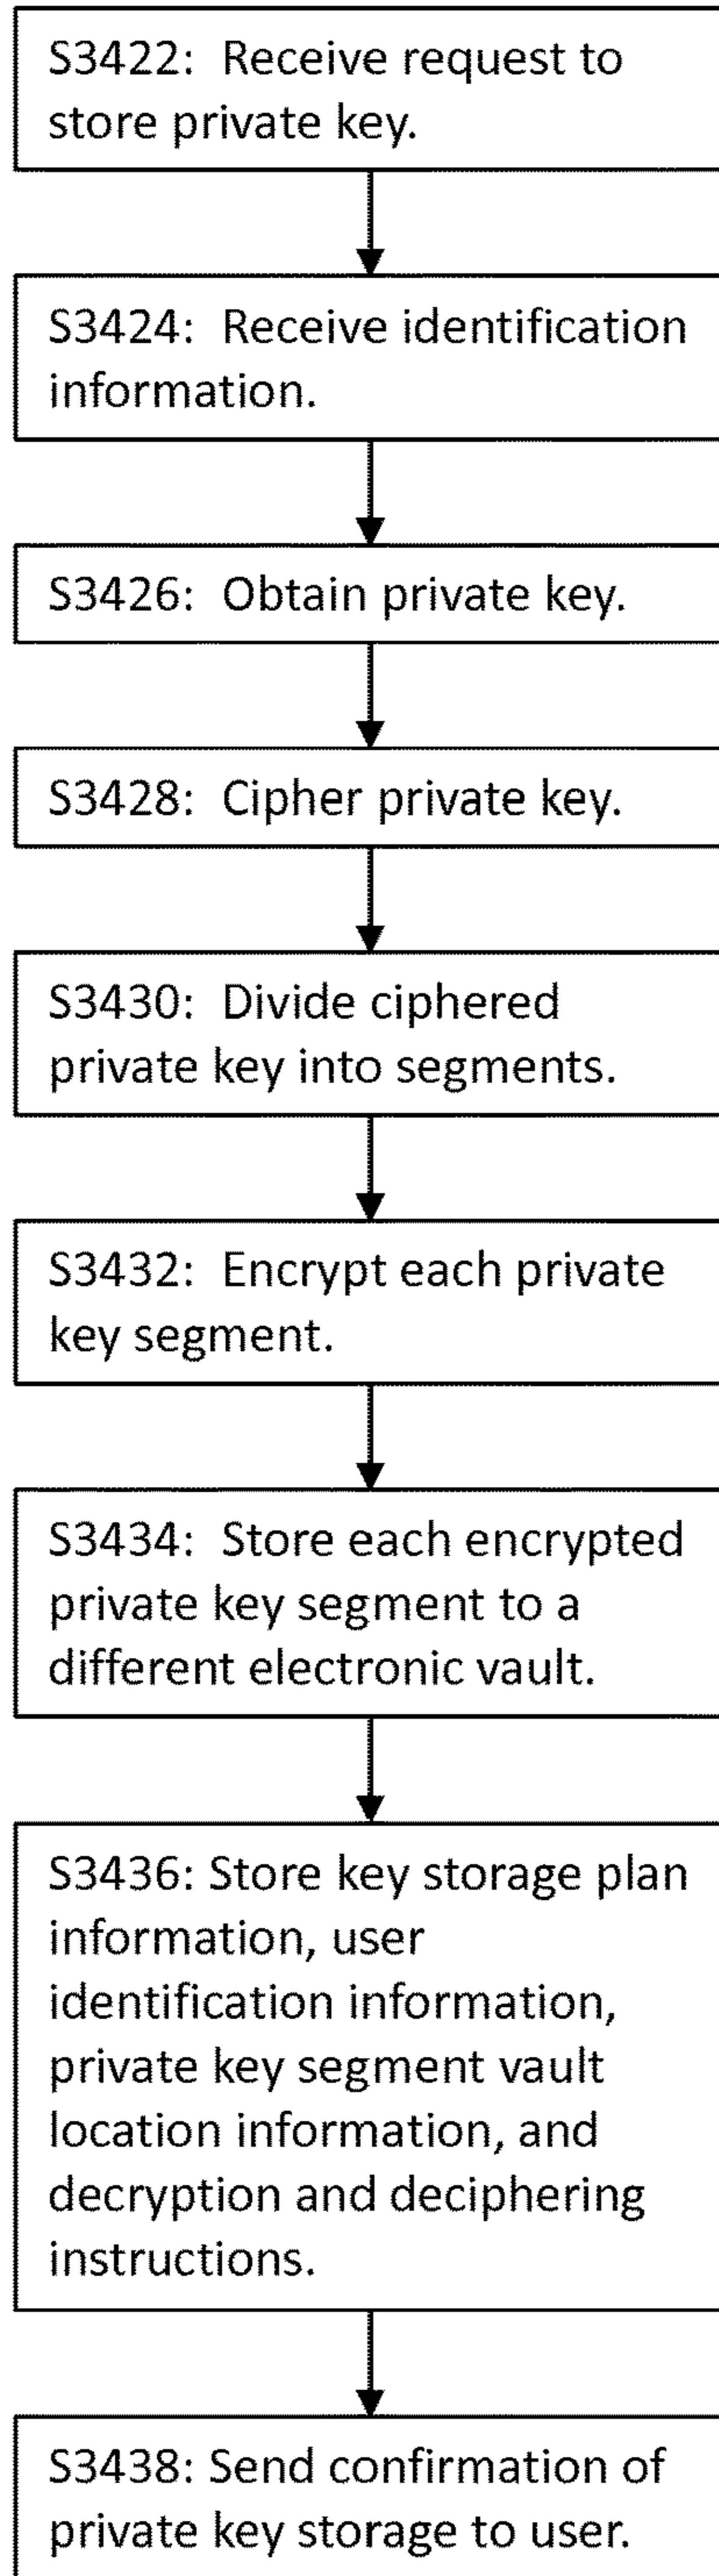 S3422:  Receive request to
store private key.
S3424:  Receive identification
information.
S3426:  Obtain private key.
S3428:  Cipher private key.
S3430:  Divide ciphered
private key into segments.
S3432:  Encrypt each private
key segment.
S3434:  Store each encrypted
private key segment to a
different electronic vault.
S3436: Store key storage plan
information, user
identification information,
private key segment vault
location information, and
decryption and deciphering
instructions.
S3438: Send confirmation of
private key storage to user.